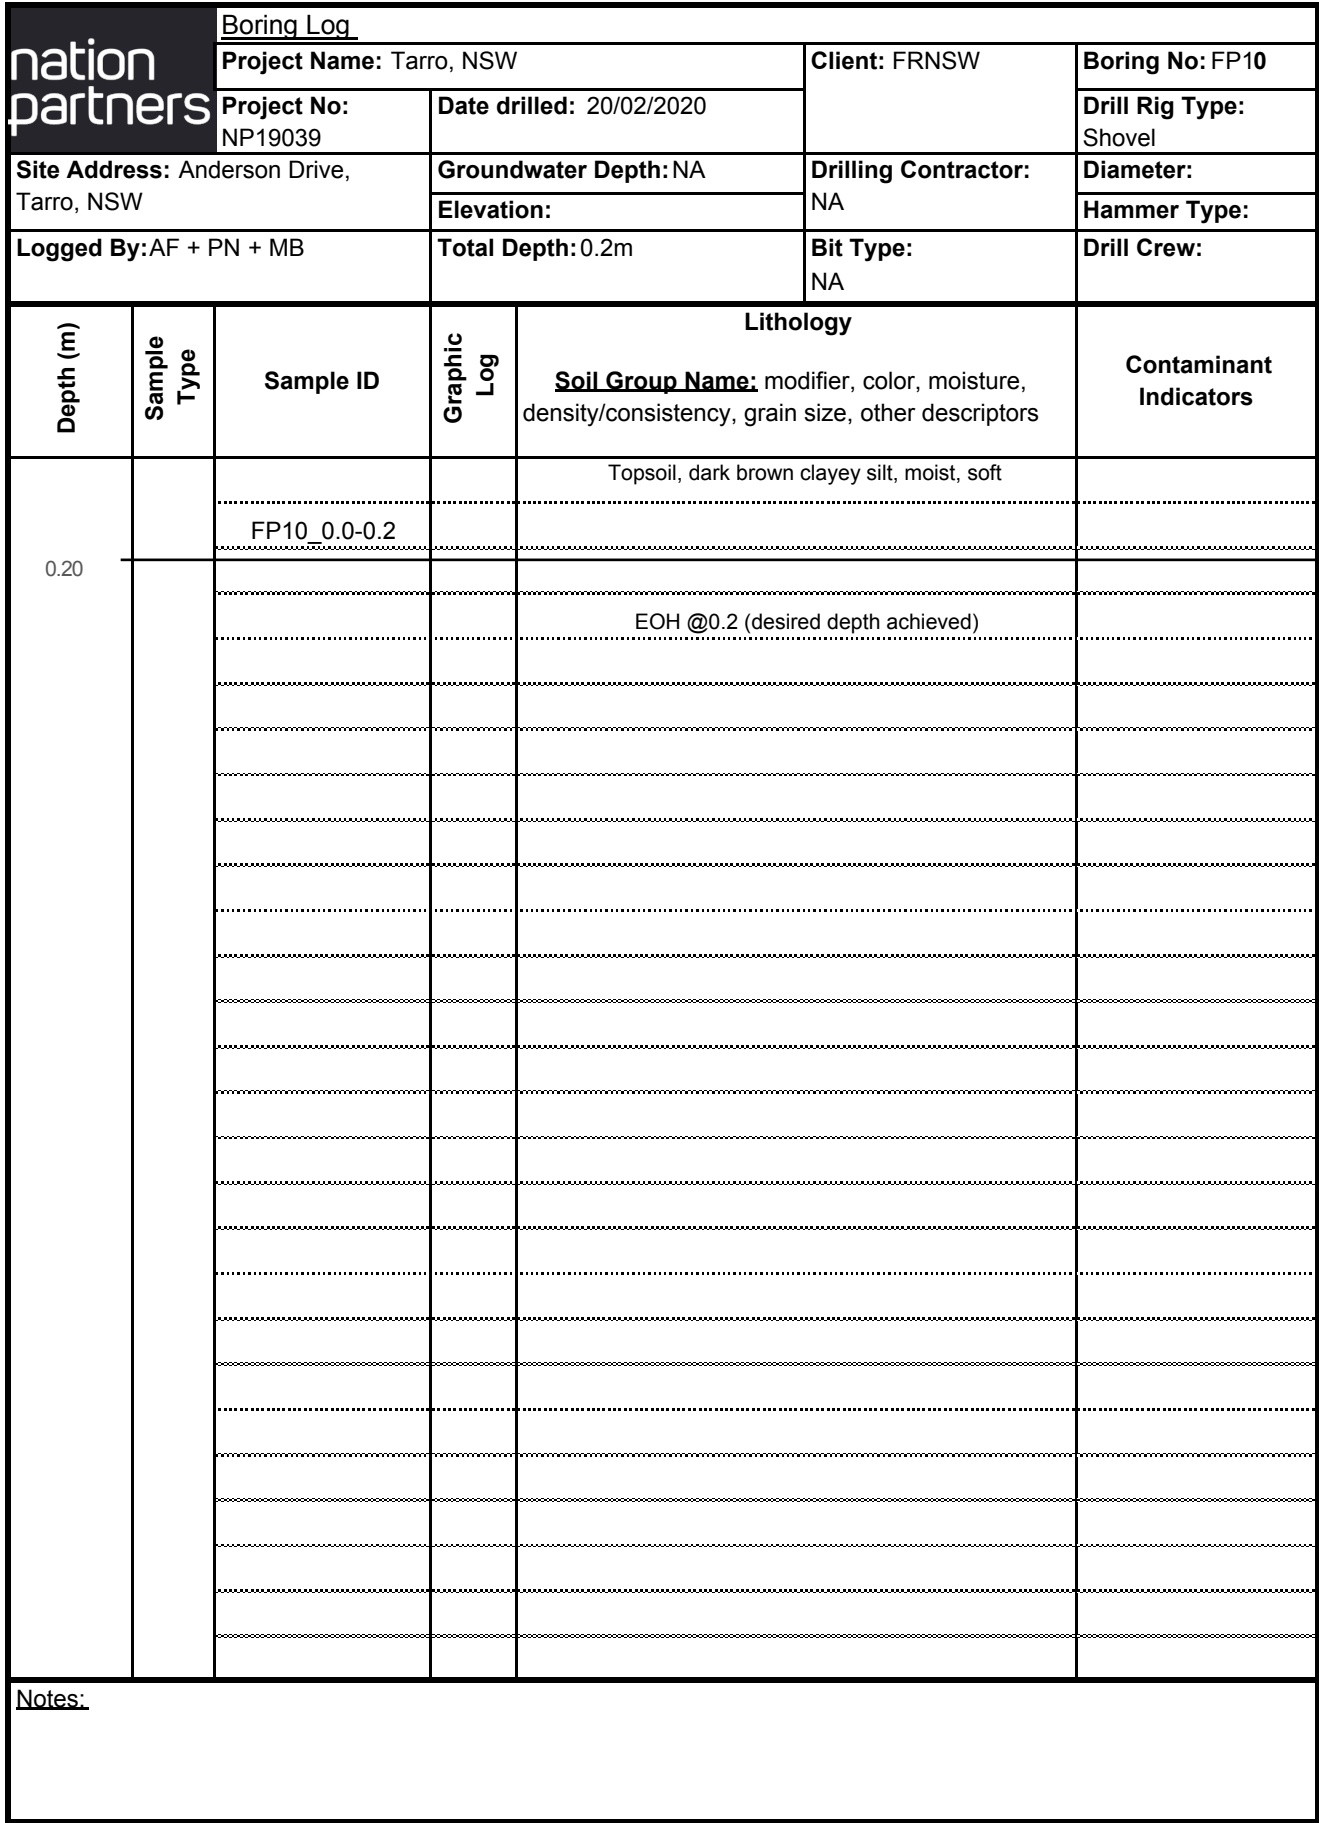 nation
partners
Boring Log
Project Name: Tarro, NSW
Client: FRNSW
Boring No: FP10
Project No:
NP19039
Date drilled: 20/02/2020
Drill Rig Type:
Shovel
Site Address: Anderson Drive,
Tarro, NSW
Groundwater Depth: NA
Elevation:
Drilling Contractor:
NA
Diameter:
Hammer Type:
Logged By: AF + PN + MB
Total Depth: 0.2m
Bit Type:
NA
Drill Crew:
Depth (m)
Sample
Type
Sample ID
Graphic
Log
Lithology
Soil Group Name: modifier, color, moisture,
density/consistency, grain size, other descriptors
Contaminant
Indicators
Topsoil, dark brown clayey silt, moist, soft
FP10_0.0-0.2
0.20
EOH @0.2 (desired depth achieved)
Notes: